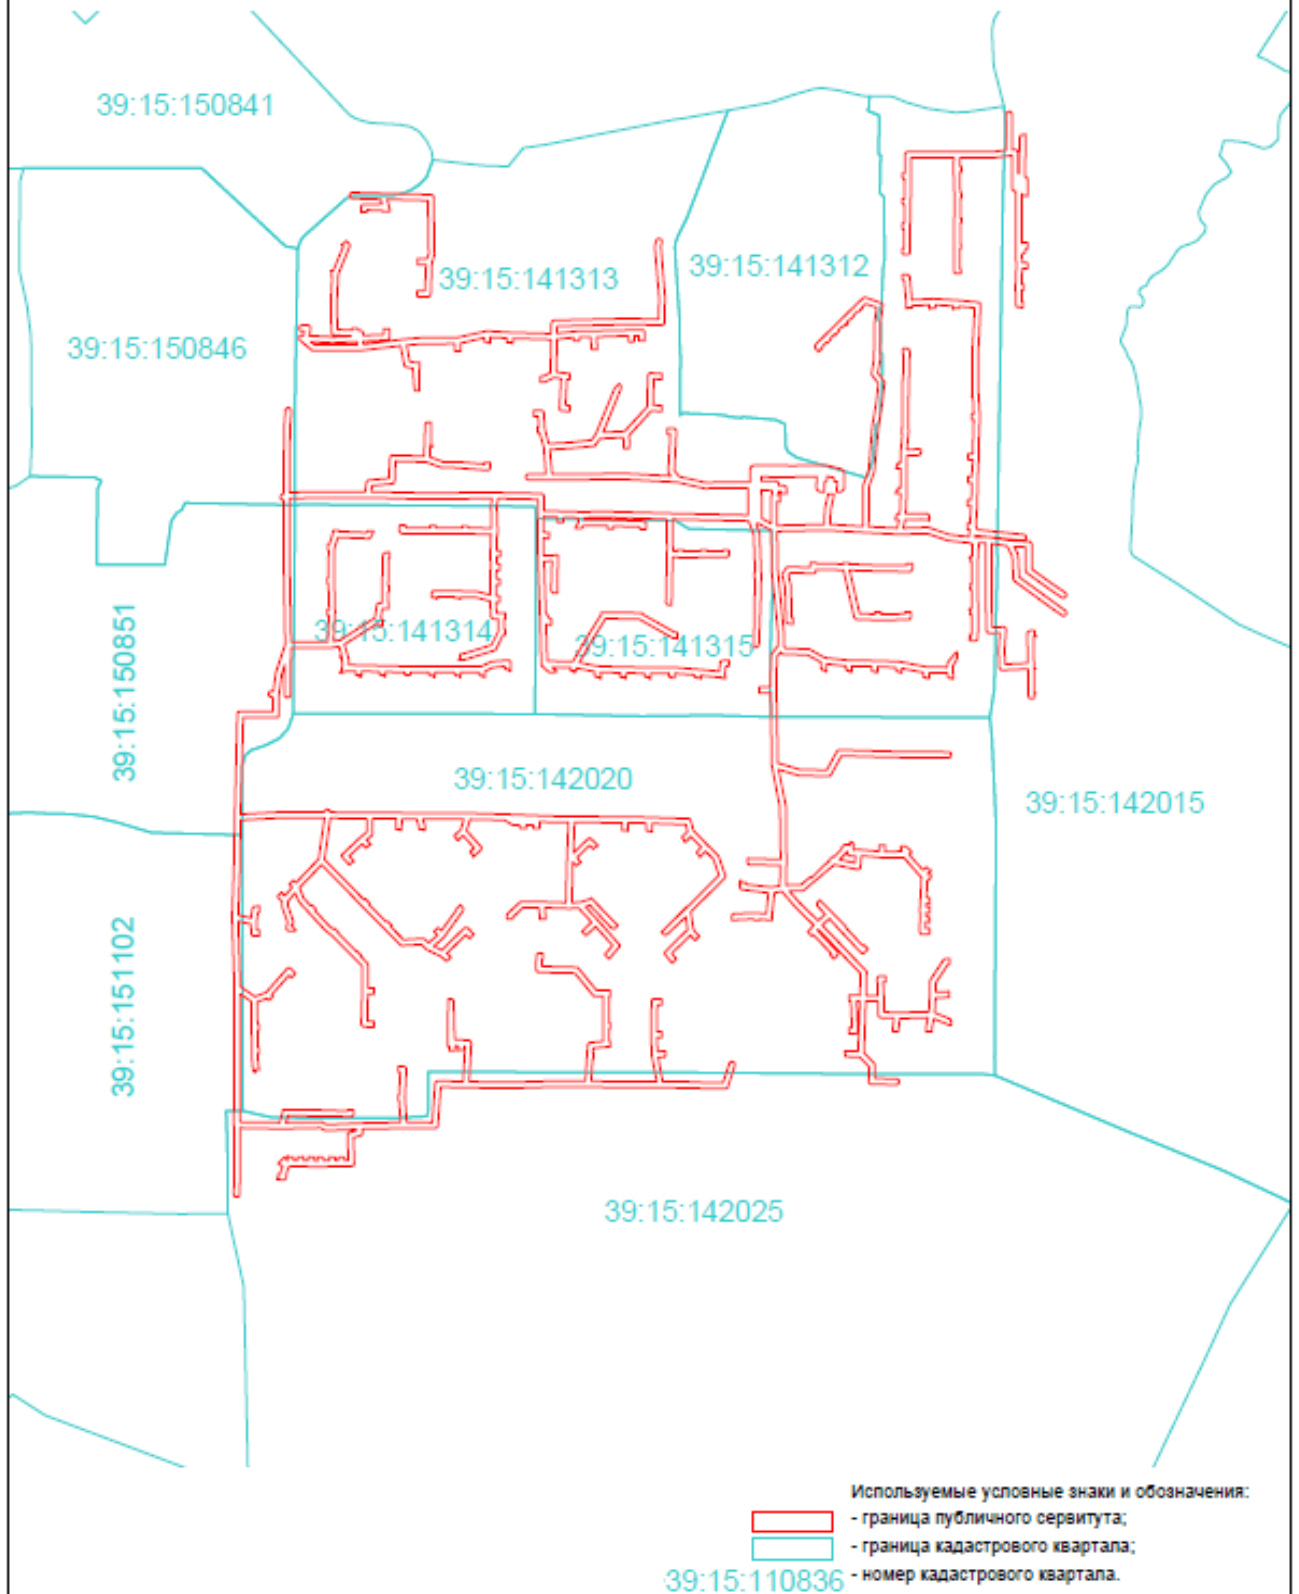 39:15:150841
39:15:141312
39:15:141313
39:15:150846
39:15:141314
39:15:141315
39:15:150851
39:15:142020
39:15:142015
39:15:151102
39:15:142025
Используемые условные знаки и обозначения:
- граница публичного сервитута;
- граница кадастрового квартала;
39:15:110836 - номер кадастрового квартала.